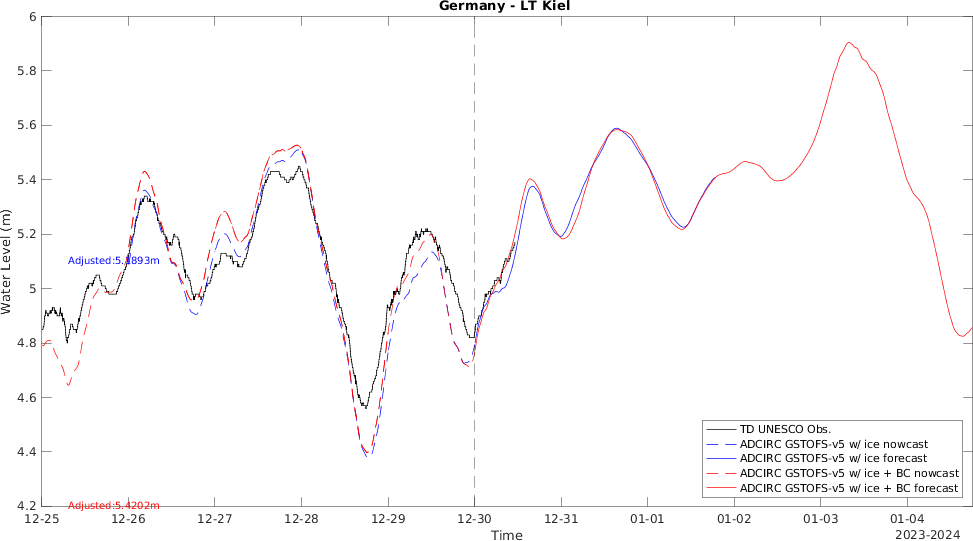 Germany - LT Kiel
6
5.8
5.6
5.4
5.2
5
4.8
4.6
4.4
4.2
Water Level (m)
Adjusted:5.1893m
Adjusted:5.4202m
TD UNESCO Obs.
ADCIRC GSTOFS-v5 w/ ice nowcast
ADCIRC GSTOFS-v5 w/ ice forecast
ADCIRC GSTOFS-v5 w/ ice + BC nowcast
ADCIRC GSTOFS-v5 w/ ice + BC forecast
12-25 12-26 12-27 12-28 12-29 12-30 12-31 01-01 01-02 01-03 01-04
Time
2023-2024